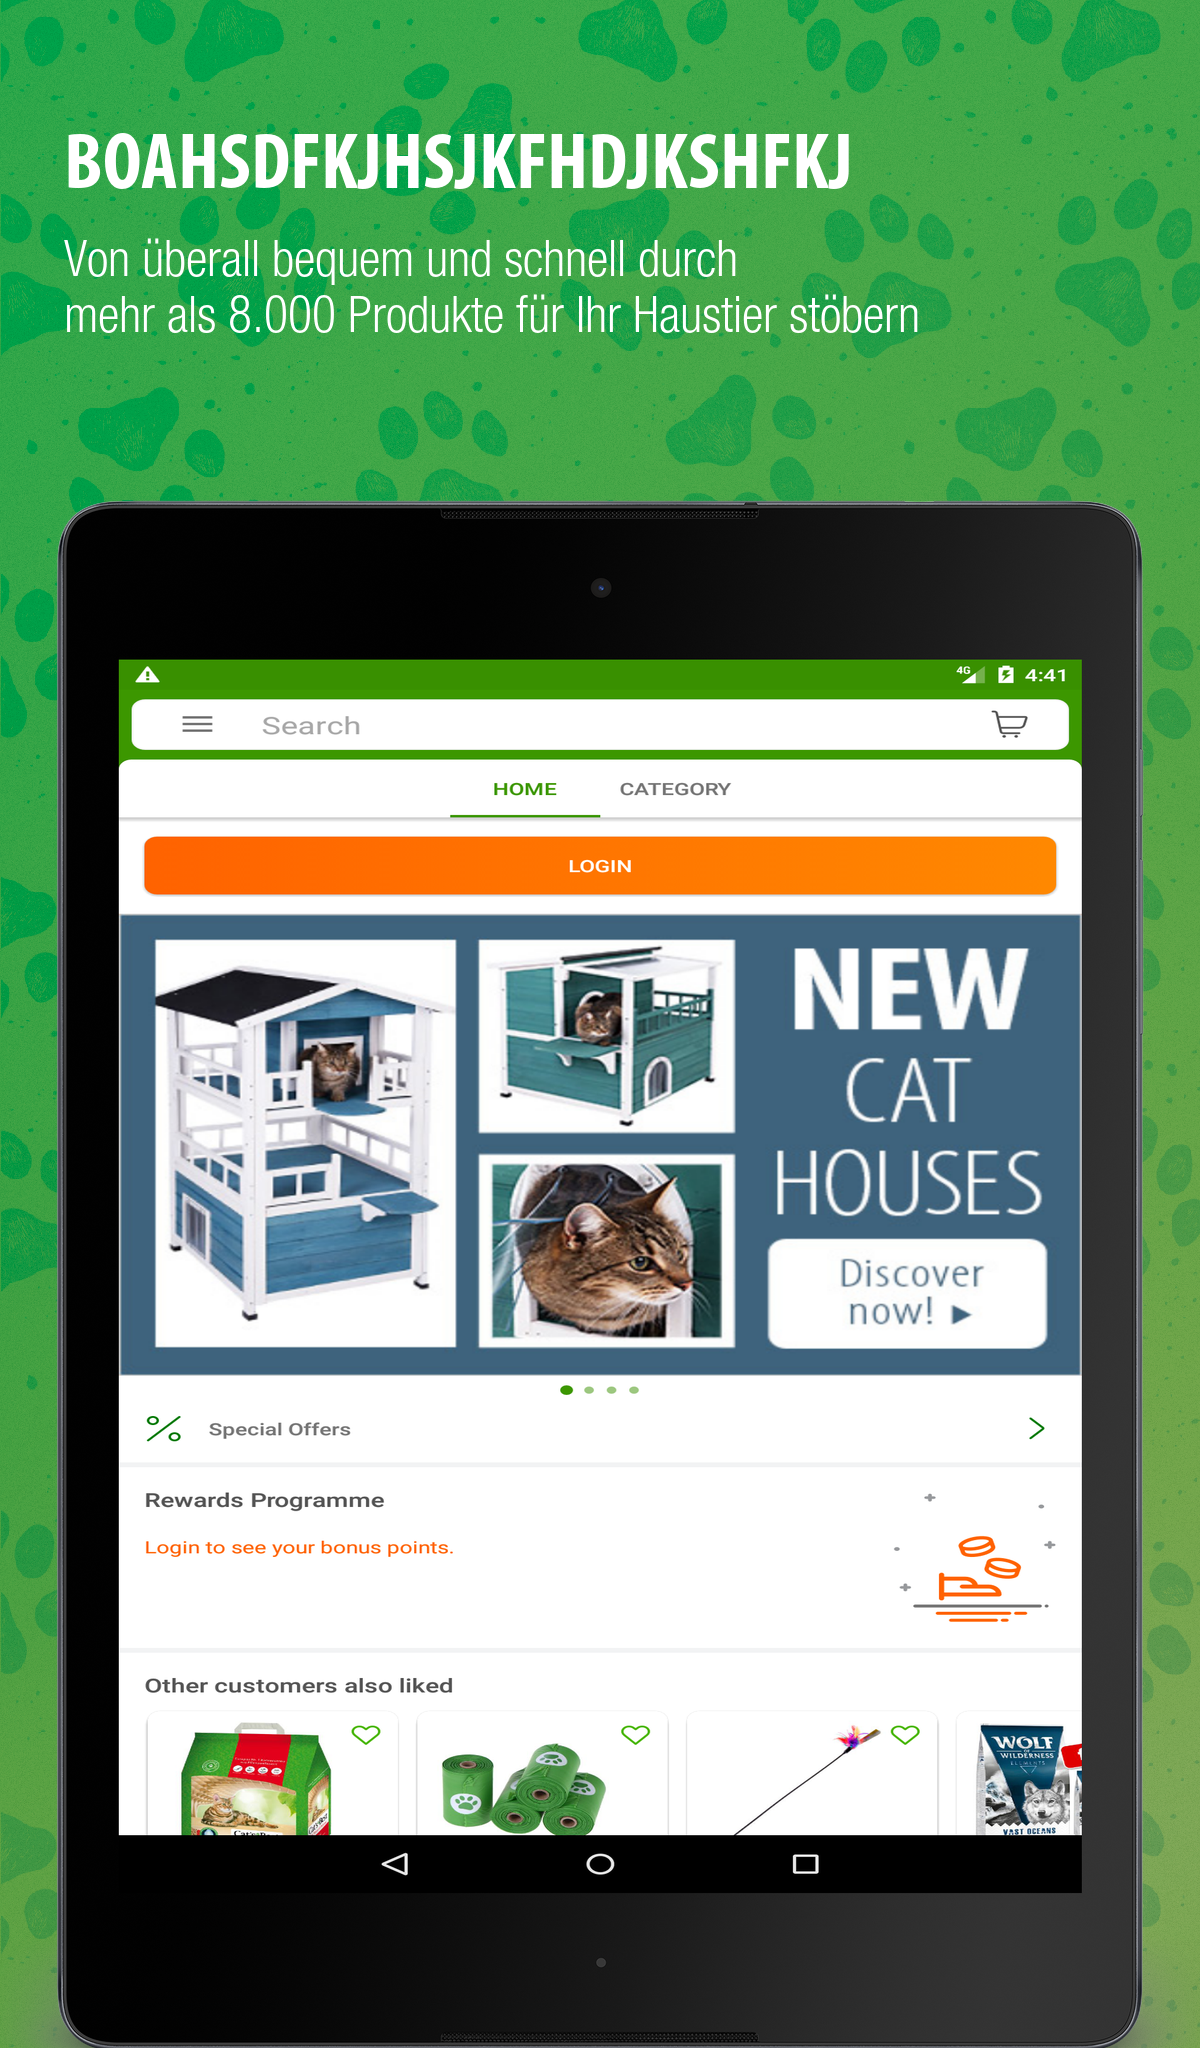 BOAHSDFKJHSJKFHDJKSHFKJ
Von überall bequem und schnell durch
mehr als 8.000 Produkte für Ihr Haustier stöbern
4G 4:41
Search
HOME CATEGORY
LOGIN
NEW
CAT
HOUSES
Discover
now! ►
Special Offers
Rewards Programme
Login to see your bonus points.
Other customers also liked
WOLF
OF
WILDERNESS
ELEMENTS
VAST OCEANS